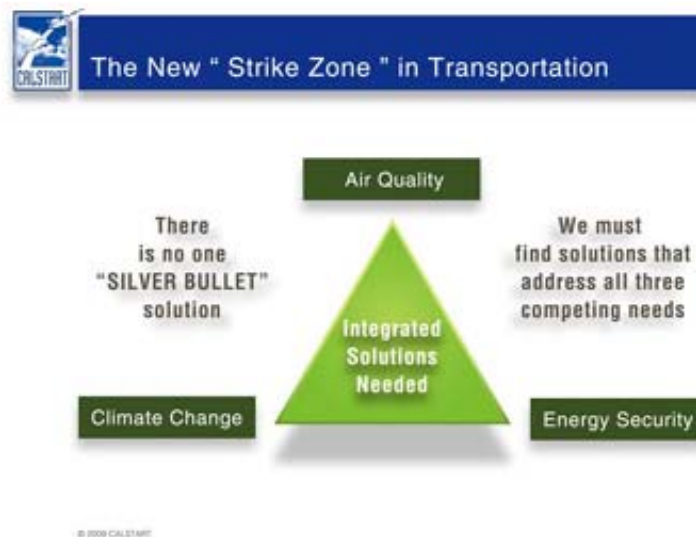 CALSTART
The New “ Strike Zone ” in Transportation
Air Quality
There
is no one
“SILVER BULLET”
solution
We must
find solutions that
address all three
competing needs
Integrated
Solutions
Needed
Climate Change
Energy Security
CALSTART